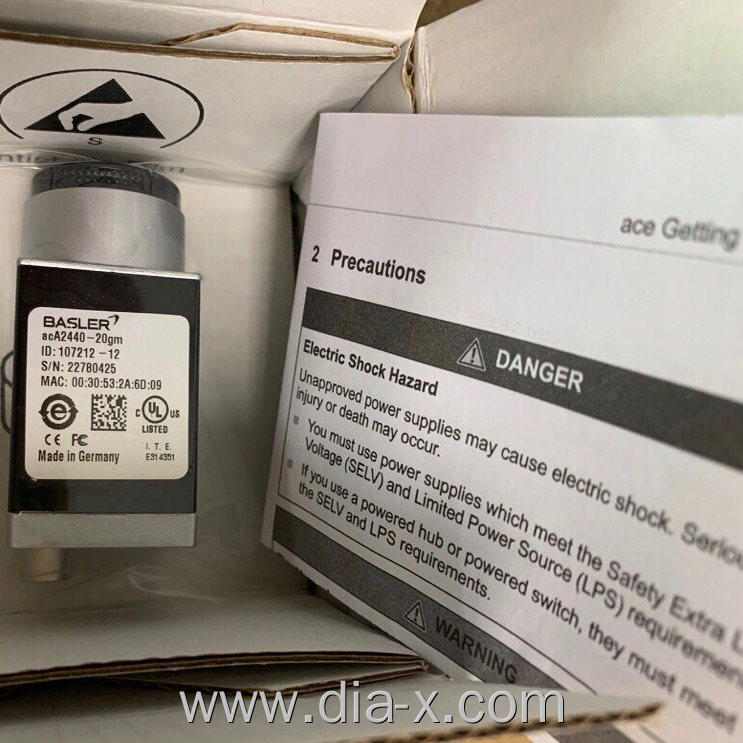 S
BASLER
acA2440-20gm
ID: 107212-12
S/N: 22780425
MAC: 00:30:53:2A:6D:09
e
c UL US
LISTED
CE FC
I. T. E.
Made in Germany
E314351
ace Getting
2 Precautions
DANGER
Electric Shock Hazard
Unapproved power supplies may cause electric shock. Seriou
injury or death may occur.
■ You must use power supplies which meet the Safety Extra L
Voltage (SELV) and Limited Power Source (LPS) requiremen
■ If you use a powered hub or powered switch, they must meet
the SELV and LPS requirements.
WARNING
www.dia-x.com